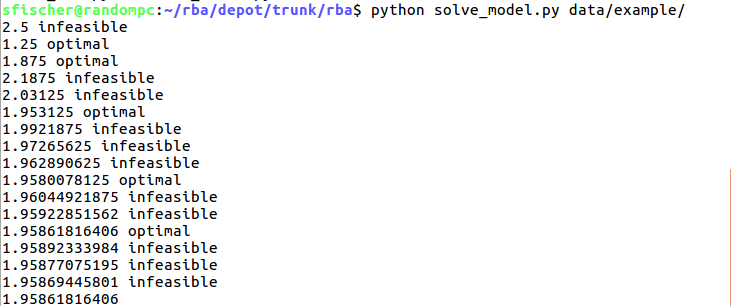 sfischer@randompc:~/rba/depot/trunk/rba$ python solve_model.py data/example/
2.5 infeasible
1.25 optimal
1.875 optimal
2.1875 infeasible
2.03125 infeasible
1.953125 optimal
1.9921875 infeasible
1.97265625 infeasible
1.962890625 infeasible
1.9580078125 optimal
1.96044921875 infeasible
1.95922851562 infeasible
1.95861816406 optimal
1.95892333984 infeasible
1.95877075195 infeasible
1.95869445801 infeasible
1.95861816406